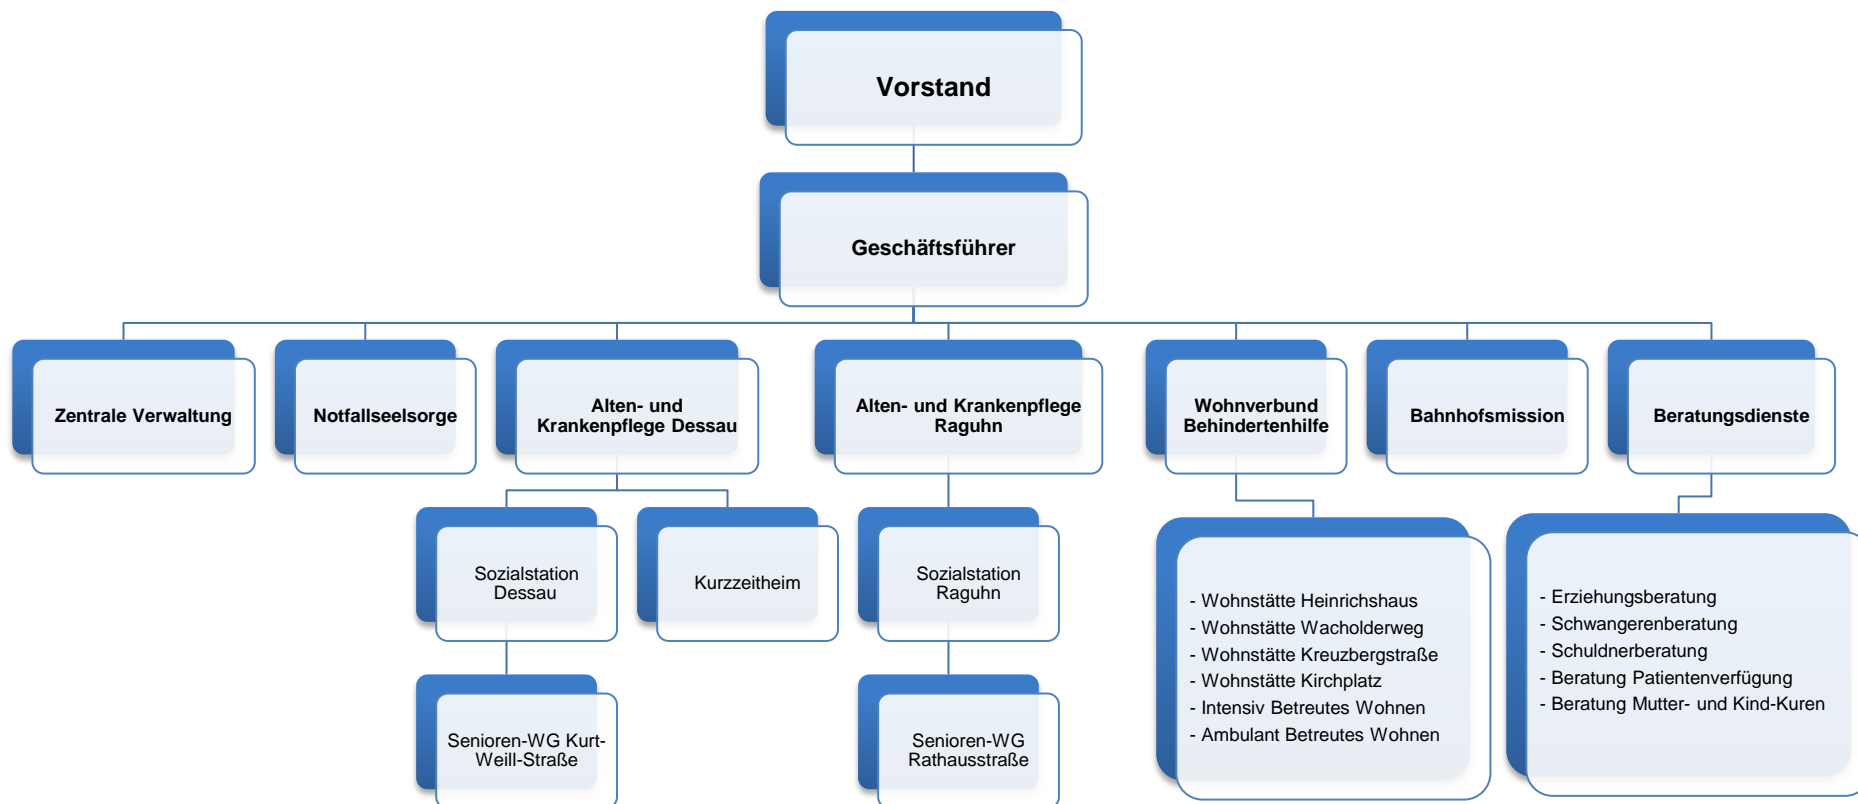 Vorstand
Geschäftsführer
Zentrale Verwaltung
Notfallseelsorge
Alten- und
Krankenpflege Dessau
Alten- und Krankenpflege
Raguhn
Wohnverbund
Behindertenhilfe
Bahnhofsmission
Beratungsdienste
Sozialstation
Dessau
Kurzzeitheim
Sozialstation
Raguhn
- Wohnstätte Heinrichshaus
- Wohnstätte Wacholderweg
- Wohnstätte Kreuzbergstraße
- Wohnstätte Kirchplatz
- Intensiv Betreutes Wohnen
- Ambulant Betreutes Wohnen
- Erziehungsberatung
- Schwangerenberatung
- Schuldnerberatung
- Beratung Patientenverfügung
- Beratung Mutter- und Kind-Kuren
Senioren-WG Kurt-
Weill-Straße
Senioren-WG
Rathausstraße